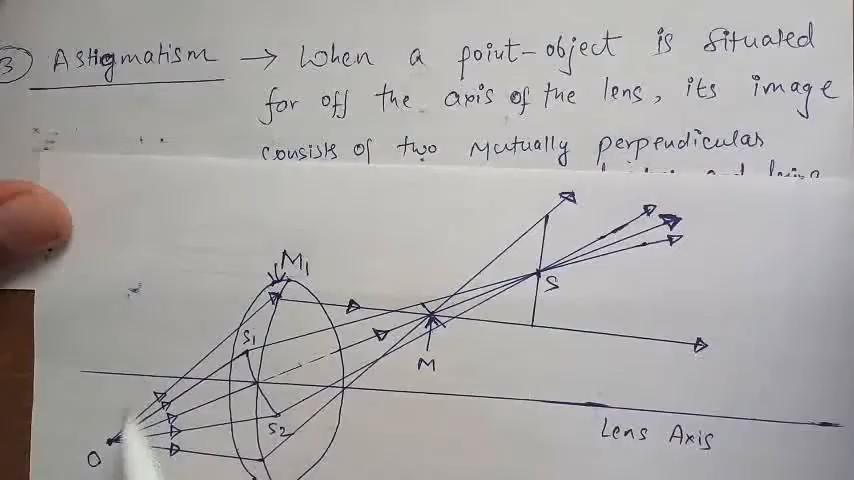 3 Astigmatism → When a point-object is situated
far off the axis of the lens, its image
consists of two mutually perpendicular
M1
S1
S
M
S2
O
Lens Axis